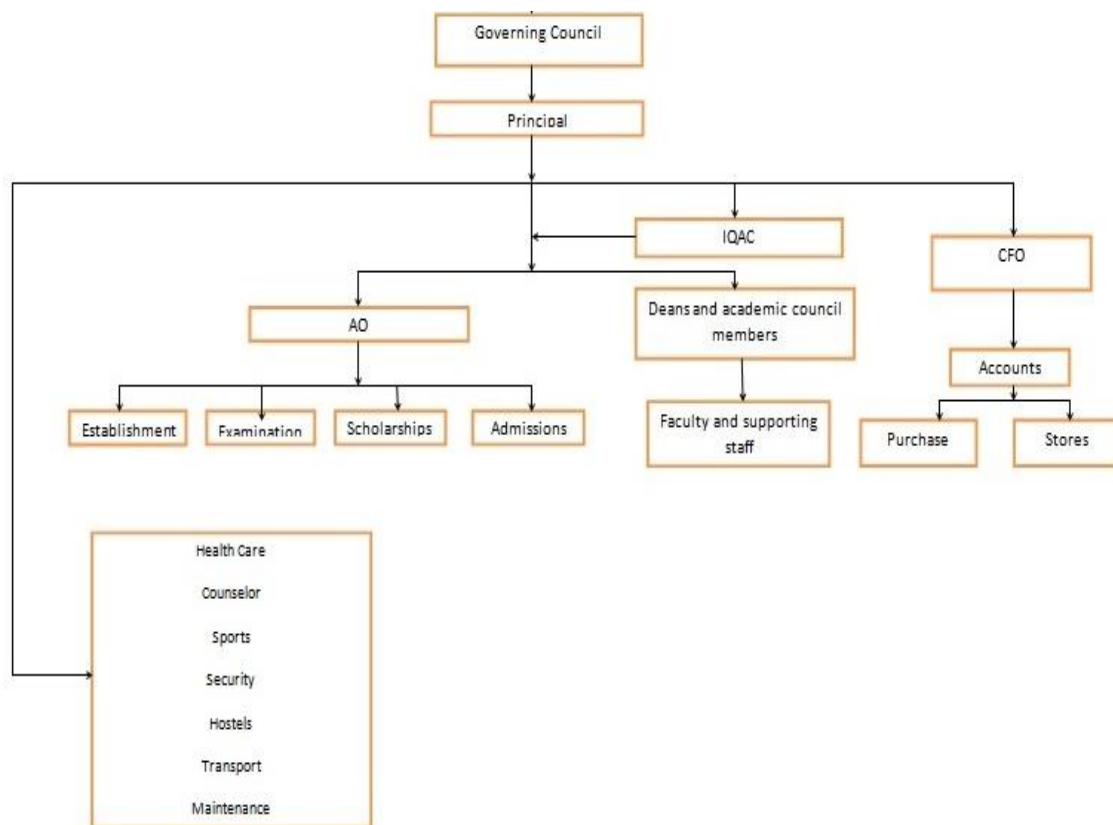 Governing Council
Principal
IQAC
CFO
AO
Deans and academic council
members
Accounts
Establishment
Examination
Scholarships
Admissions
Faculty and supporting
staff
Purchase
Stores
Health Care
Counselor
Sports
Security
Hostels
Transport
Maintenance